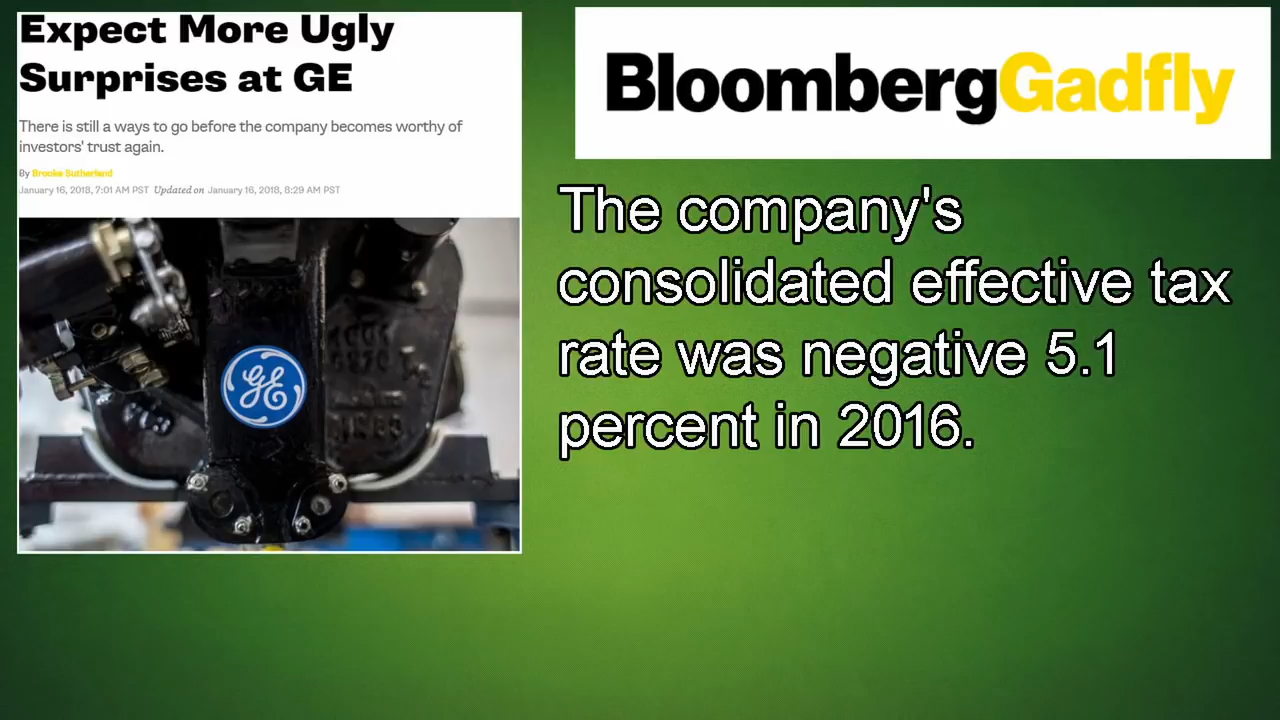 Expect More Ugly
Surprises at GE
There is still a ways to go before the company becomes worthy of
investors' trust again.
By Brooke Sutherland
January 16, 2018, 7:01 AM PST Updated on January 16, 2018, 8:29 AM PST
GE
BloombergGadfly
The company's
consolidated effective tax
rate was negative 5.1
percent in 2016.